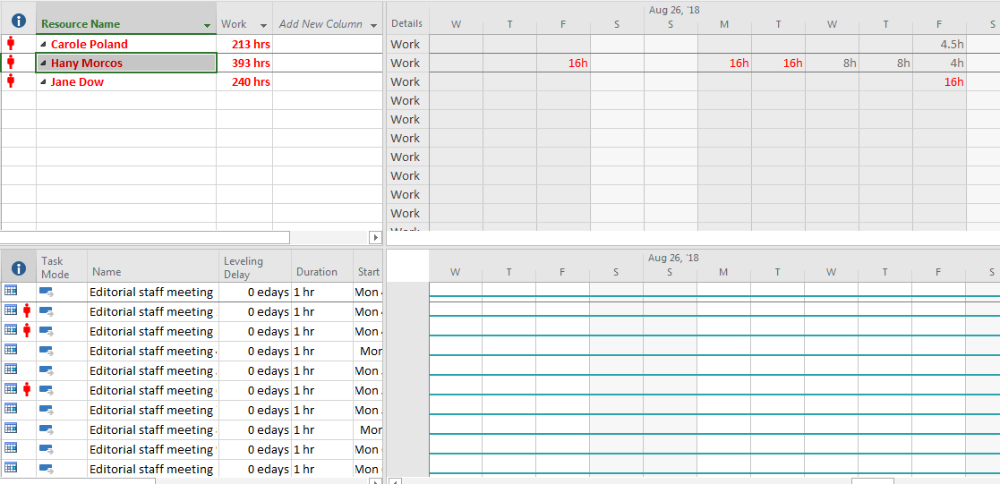 Aug 26, '18
Resource Name Work Add New Column Details W T F S S M T W T F S
Carole Poland 213 hrs Work 4.5h
Hany Morcos 393 hrs Work 16h 16h 16h 8h 8h 4h
Jane Dow 240 hrs Work 16h
Work
Work
Work
Work
Work
Work
Work
Work
Task Mode Name Leveling Delay Duration Start
Aug 26, '18
W T F S S M T W T F S
Editorial staff meeting 0 edays 1 hr Mon
Editorial staff meeting 0 edays 1 hr Mon
Editorial staff meeting 0 edays 1 hr Mon
Editorial staff meeting 0 edays 1 hr Mon
Editorial staff meeting 0 edays 1 hr Mon
Editorial staff meeting 0 edays 1 hr Mon
Editorial staff meeting 0 edays 1 hr Mon
Editorial staff meeting 0 edays 1 hr Mon
Editorial staff meeting 0 edays 1 hr Mon
Editorial staff meeting 0 edays 1 hr Mon